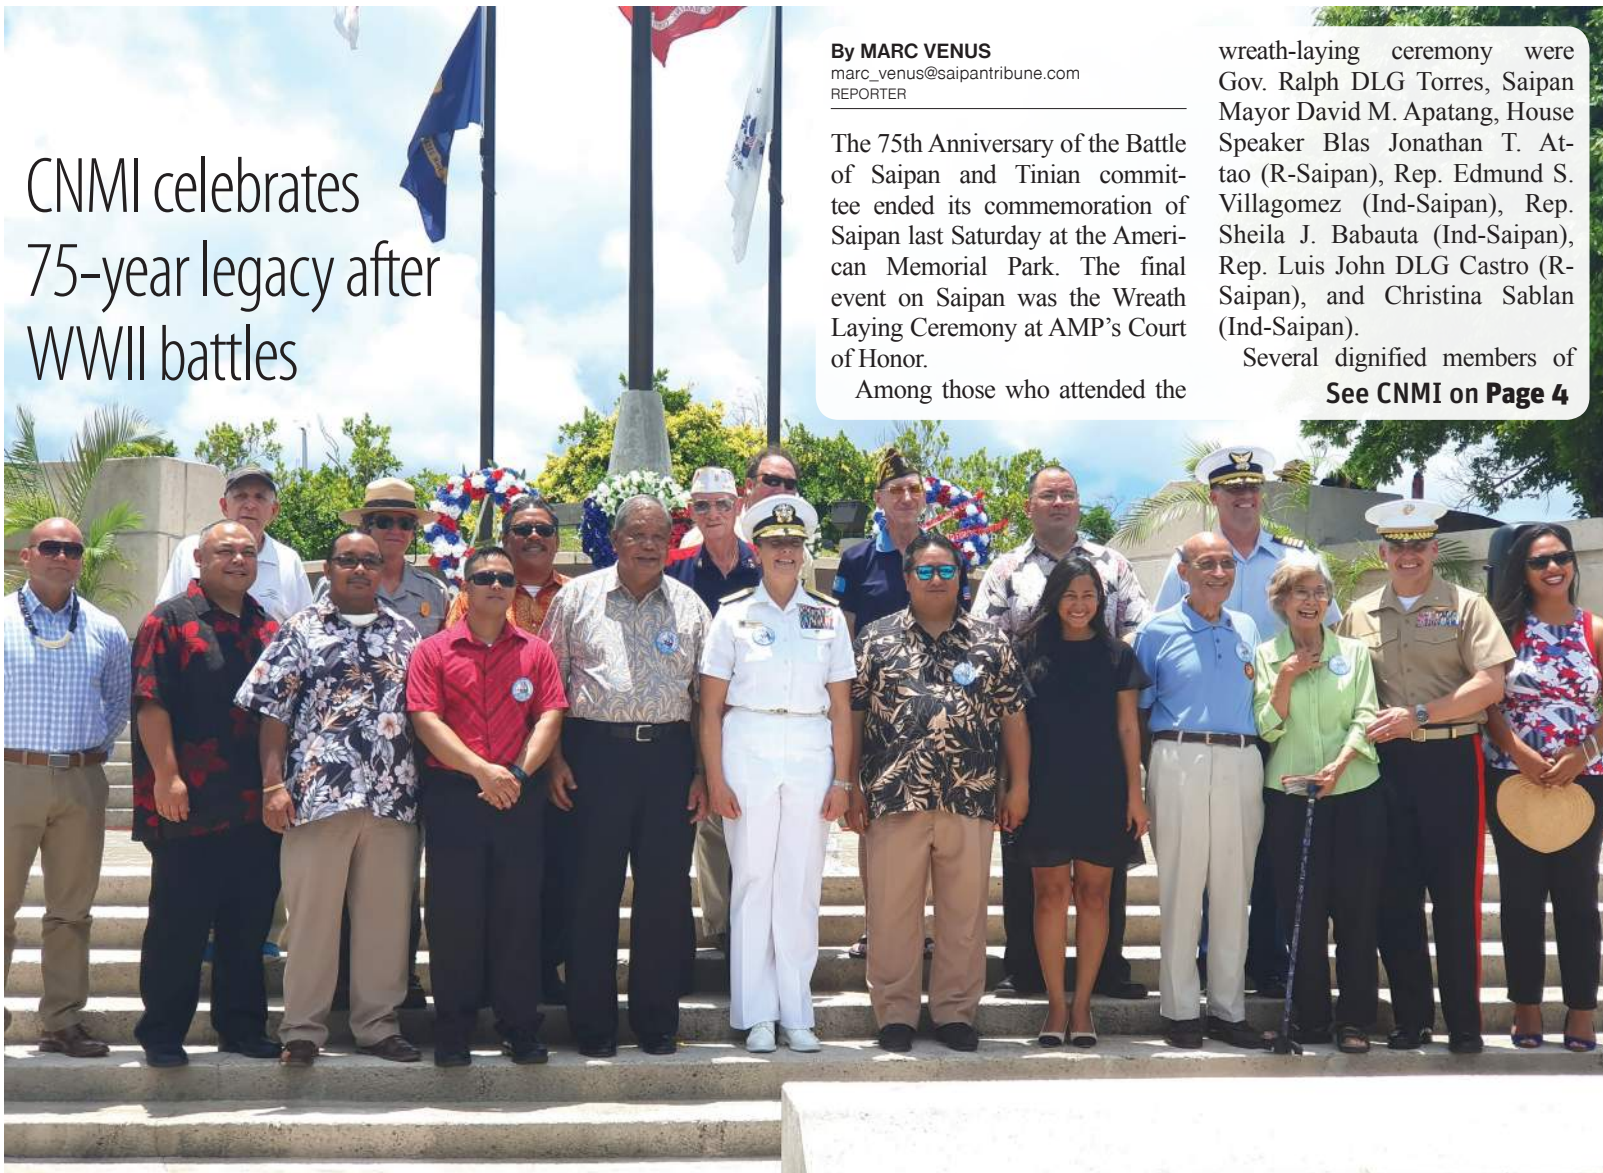 CNMI celebrates
75-year legacy after
WWII battles
By MARC VENUS
marc_venus@saipantribune.com
REPORTER
The 75th Anniversary of the Battle
of Saipan and Tinian commit-
tee ended its commemoration of
Saipan last Saturday at the Ameri-
can Memorial Park. The final
event on Saipan was the Wreath
Laying Ceremony at AMP’s Court
of Honor.
Among those who attended the
wreath-laying ceremony were
Gov. Ralph DLG Torres, Saipan
Mayor David M. Apatang, House
Speaker Blas Jonathan T. At-
tao (R-Saipan), Rep. Edmund S.
Villagomez (Ind-Saipan), Rep.
Sheila J. Babauta (Ind-Saipan),
Rep. Luis John DLG Castro (R-
Saipan), and Christina Sablan
(Ind-Saipan).
Several dignified members of
See CNMI on Page 4